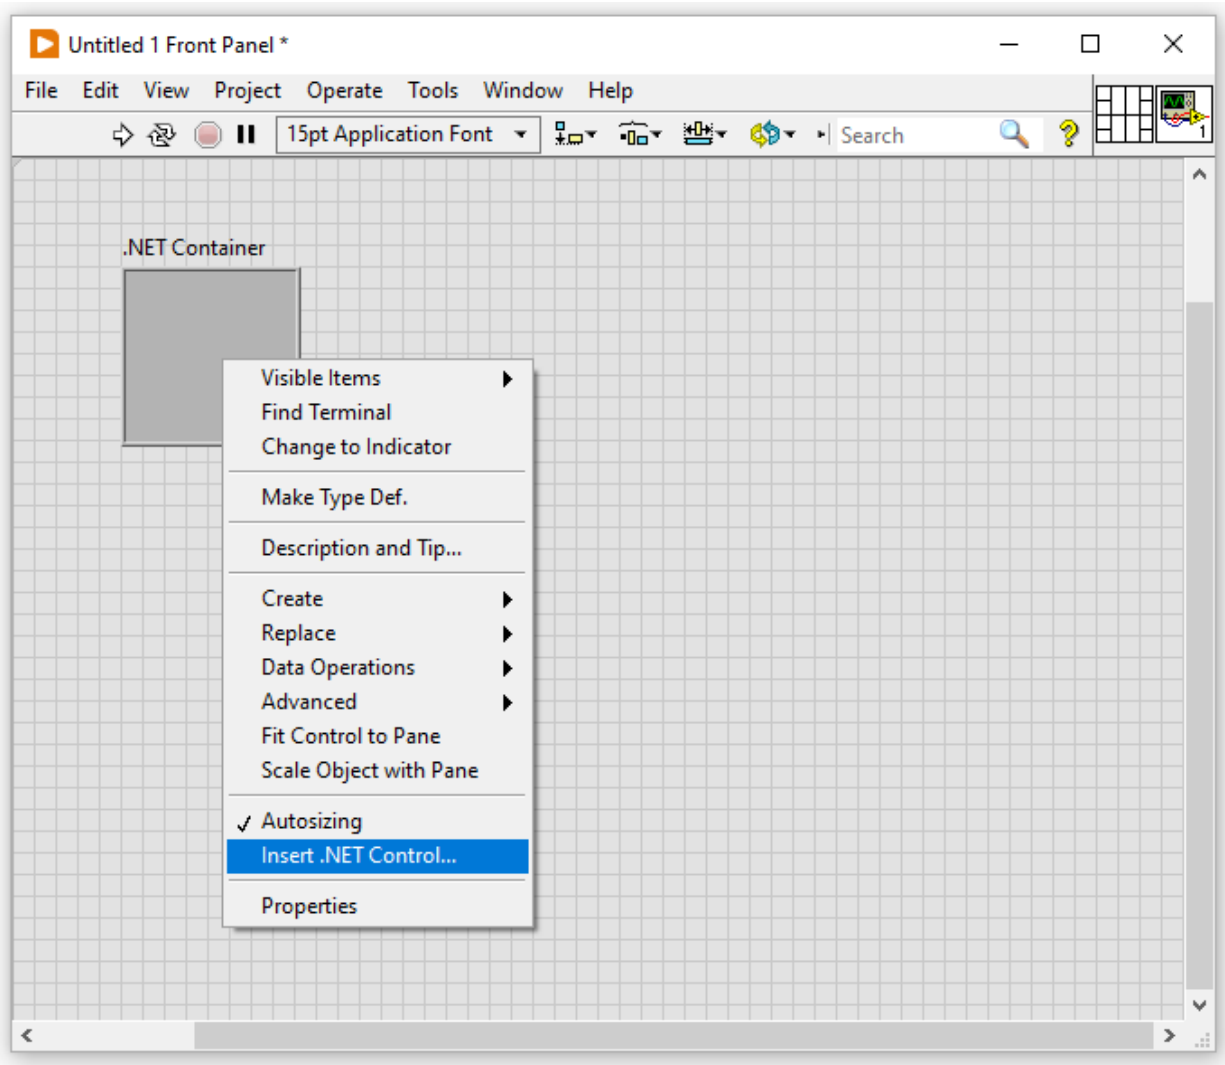 Untitled 1 Front Panel *
File Edit View Project Operate Tools Window Help
15pt Application Font Search
1
.NET Container
Visible Items
Find Terminal
Change to Indicator
Make Type Def.
Description and Tip...
Create
Replace
Data Operations
Advanced
Fit Control to Pane
Scale Object with Pane
Autosizing
Insert .NET Control...
Properties